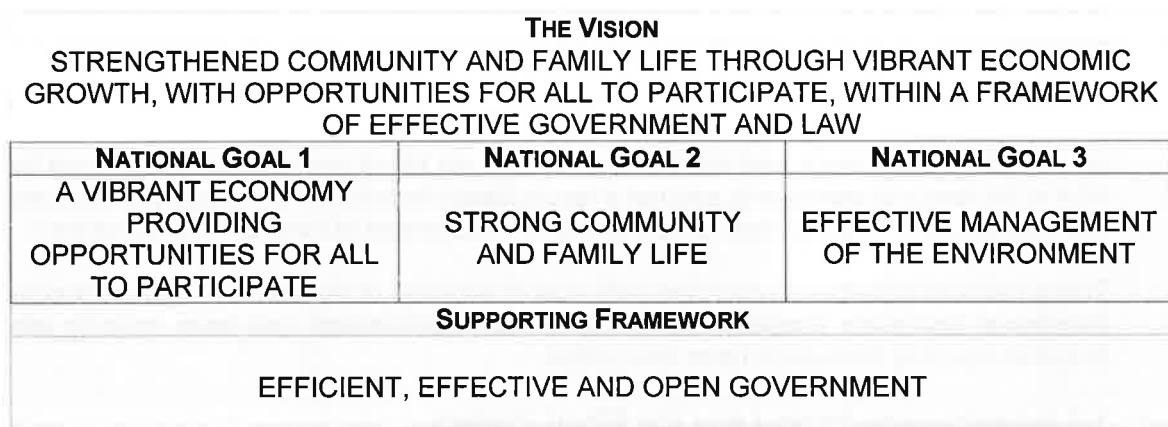 THE VISION
STRENGTHENED COMMUNITY AND FAMILY LIFE THROUGH VIBRANT ECONOMIC
GROWTH, WITH OPPORTUNITIES FOR ALL TO PARTICIPATE, WITHIN A FRAMEWORK
OF EFFECTIVE GOVERNMENT AND LAW
NATIONAL GOAL 1
A VIBRANT ECONOMY
PROVIDING
OPPORTUNITIES FOR ALL
TO PARTICIPATE
NATIONAL GOAL 2
STRONG COMMUNITY
AND FAMILY LIFE
NATIONAL GOAL 3
EFFECTIVE MANAGEMENT
OF THE ENVIRONMENT
SUPPORTING FRAMEWORK
EFFICIENT, EFFECTIVE AND OPEN GOVERNMENT